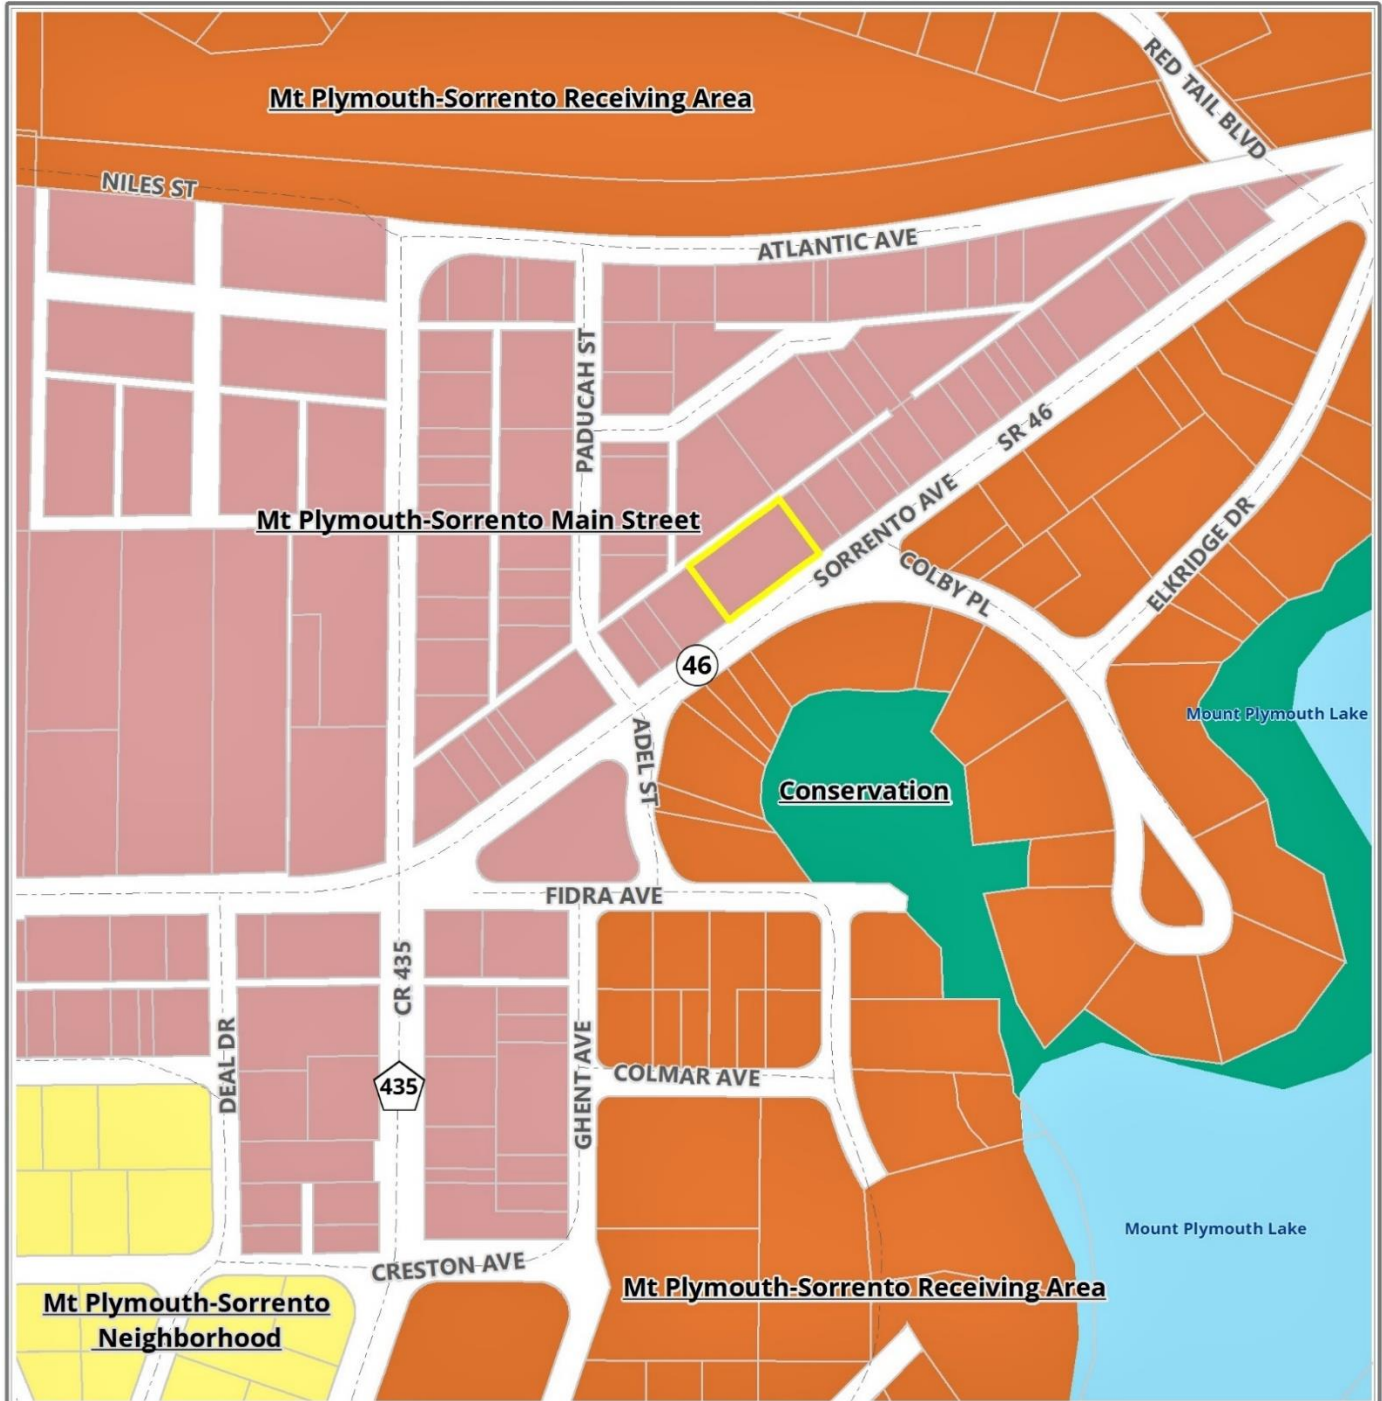 RED TAIL BLVD
Mt Plymouth-Sorrento Receiving Area
NILES ST
ATLANTIC AVE
PADUCAH ST
SR 46
Mt Plymouth-Sorrento Main Street
SORRENTO AVE
COLBY PL
ELKRIDGE DR
46
Mount Plymouth Lake
ADEL ST
Conservation
FIDRA AVE
CR 435
DEAL DR
GHENT AVE
COLMAR AVE
435
Mount Plymouth Lake
CRESTON AVE
Mt Plymouth-Sorrento Receiving Area
Mt Plymouth-Sorrento
Neighborhood